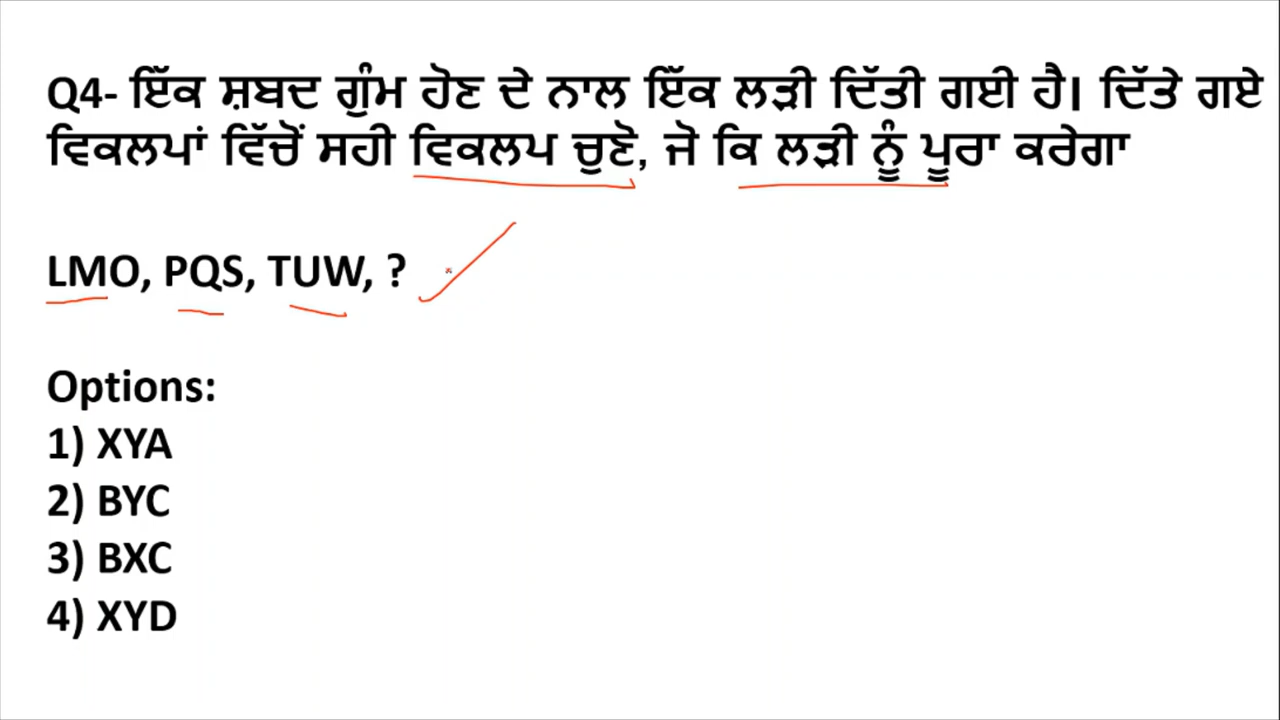 Q4- ਇੱਕ ਸ਼ਬਦ ਗੁੰਮ ਹੋਣ ਦੇ ਨਾਲ ਇੱਕ ਲੜੀ ਦਿੱਤੀ ਗਈ ਹੈ। ਦਿੱਤੇ ਗਏ
ਵਿਕਲਪਾਂ ਵਿੱਚੋਂ ਸਹੀ ਵਿਕਲਪ ਚੁਣੋ, ਜੋ ਕਿ ਲੜੀ ਨੂੰ ਪੂਰਾ ਕਰੇਗਾ
LMO, PQS, TUW, ?
Options:
1) XYA
2) BYC
3) BXC
4) XYD